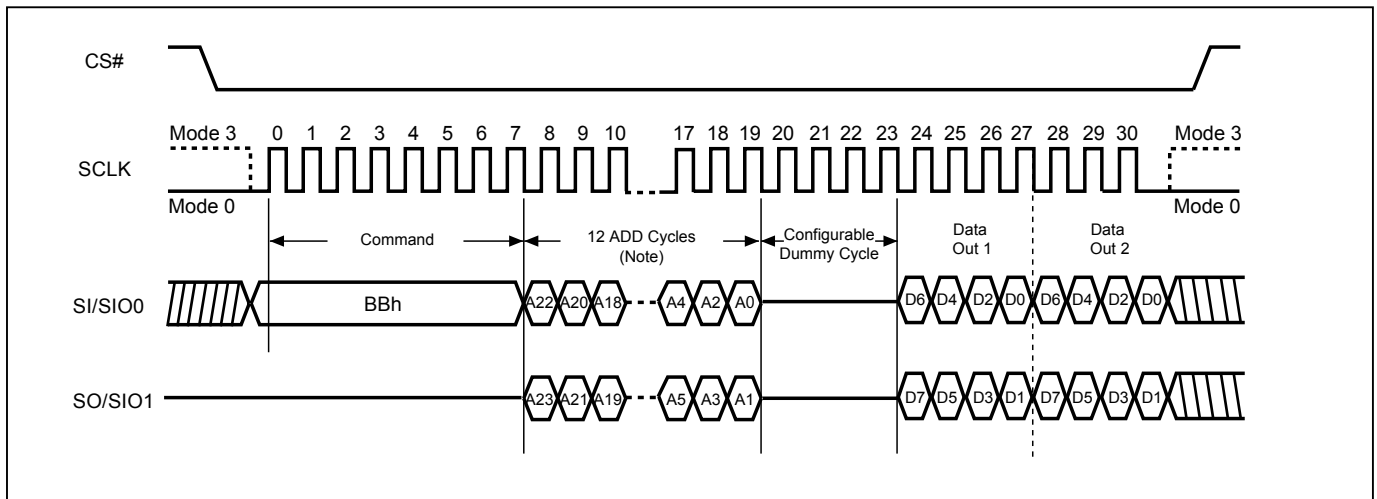 CS#
Mode 3 0 1 2 3 4 5 6 7 8 9 10 17 18 19 20 21 22 23 24 25 26 27 28 29 30 Mode 3
SCLK
Mode 0 Mode 0
Command 12 ADD Cycles (Note) Configurable Dummy Cycle Data Out 1 Data Out 2
SI/SIO0 BBh A22 A20 A18 A4 A2 A0 D6 D4 D2 D0 D6 D4 D2 D0
SO/SIO1 A23 A21 A19 A5 A3 A1 D7 D5 D3 D1 D7 D5 D3 D1